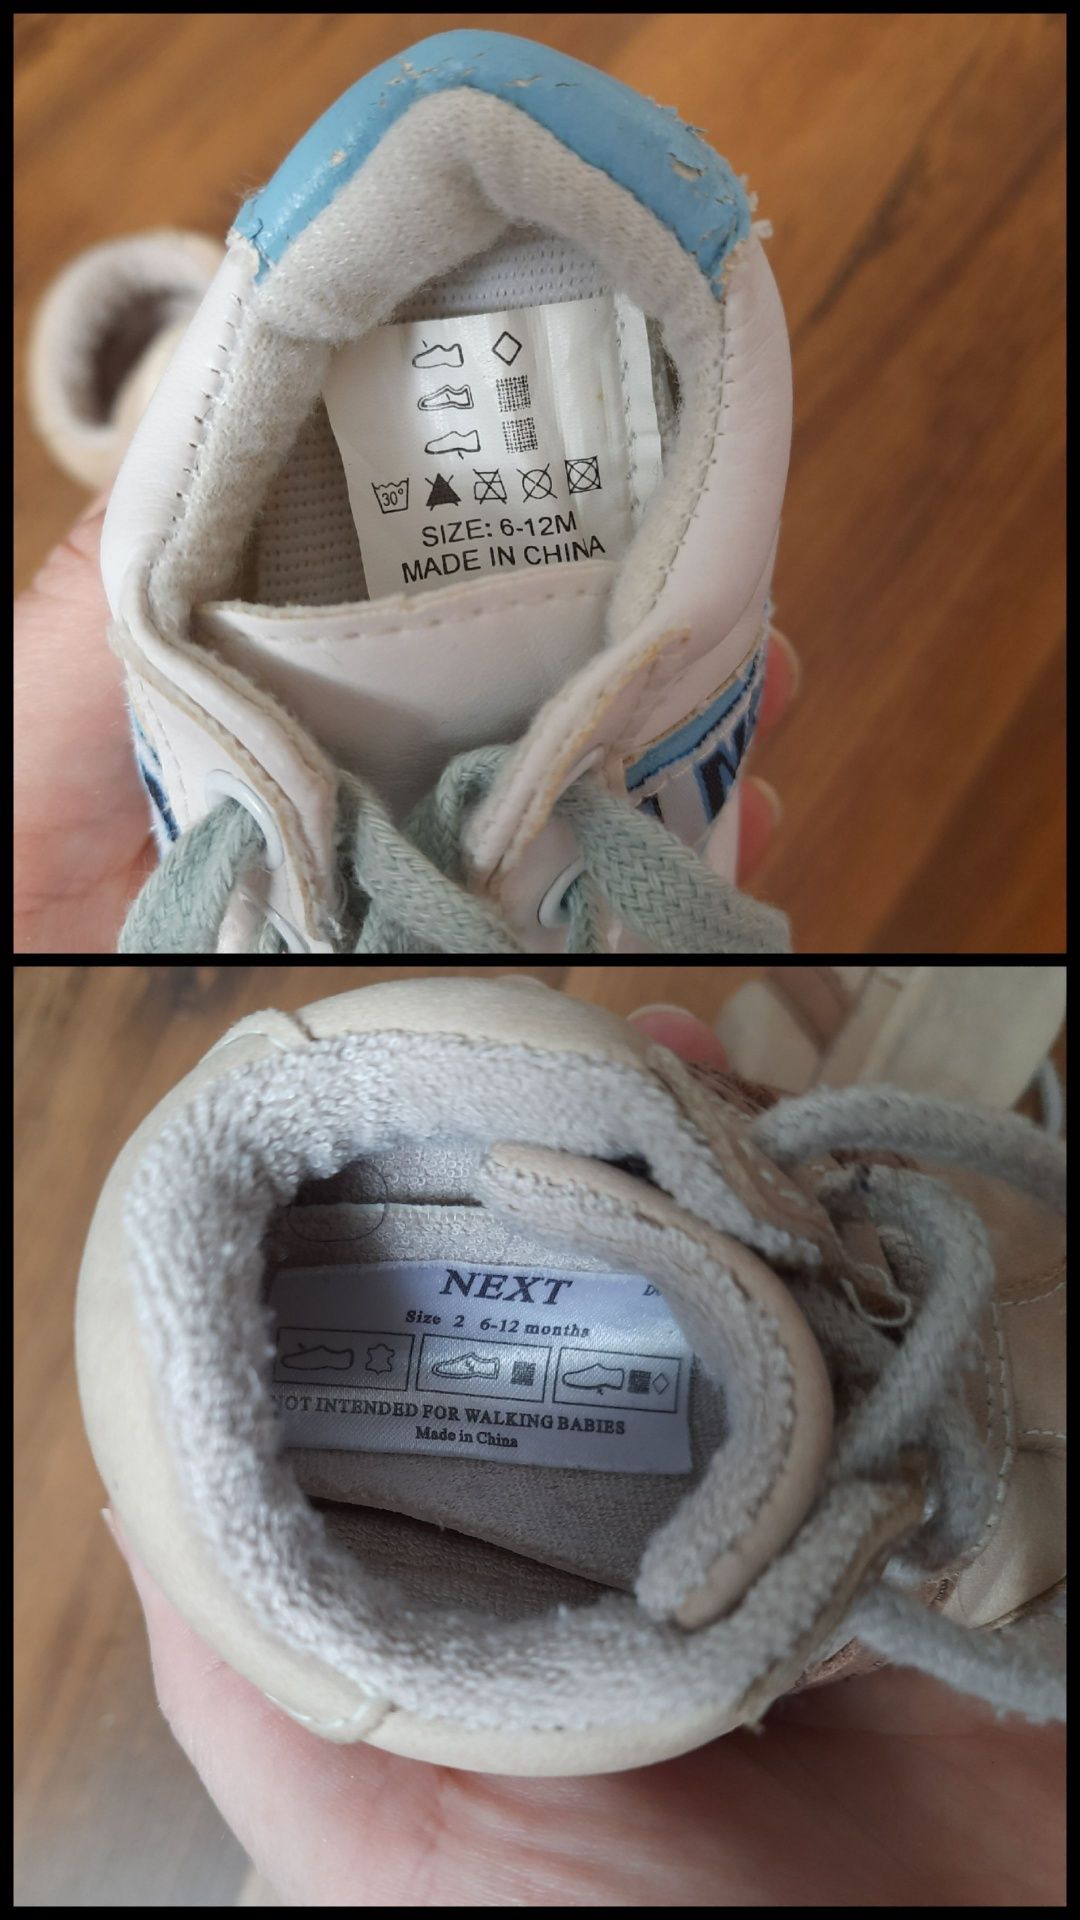 30°
SIZE: 6-12M
MADE IN CHINA
NEXT
Size 2 6-12 months
NOT INTENDED FOR WALKING BABIES
Made in China